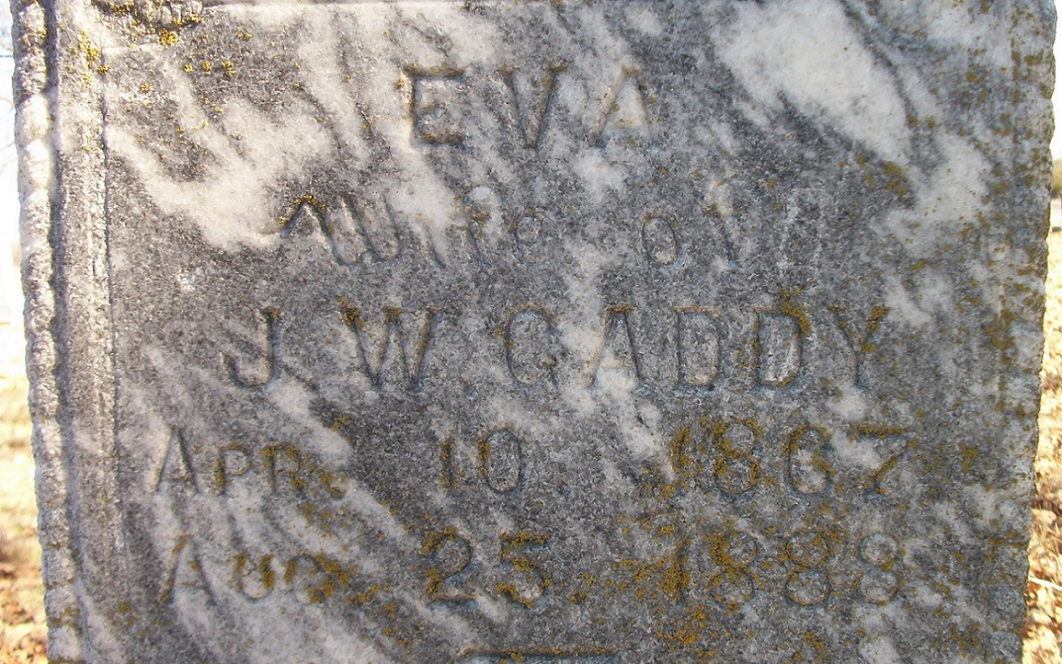 EVA
Wife of
J. W. GADDY
APR. 10, 1867
AUG. 25, 1888